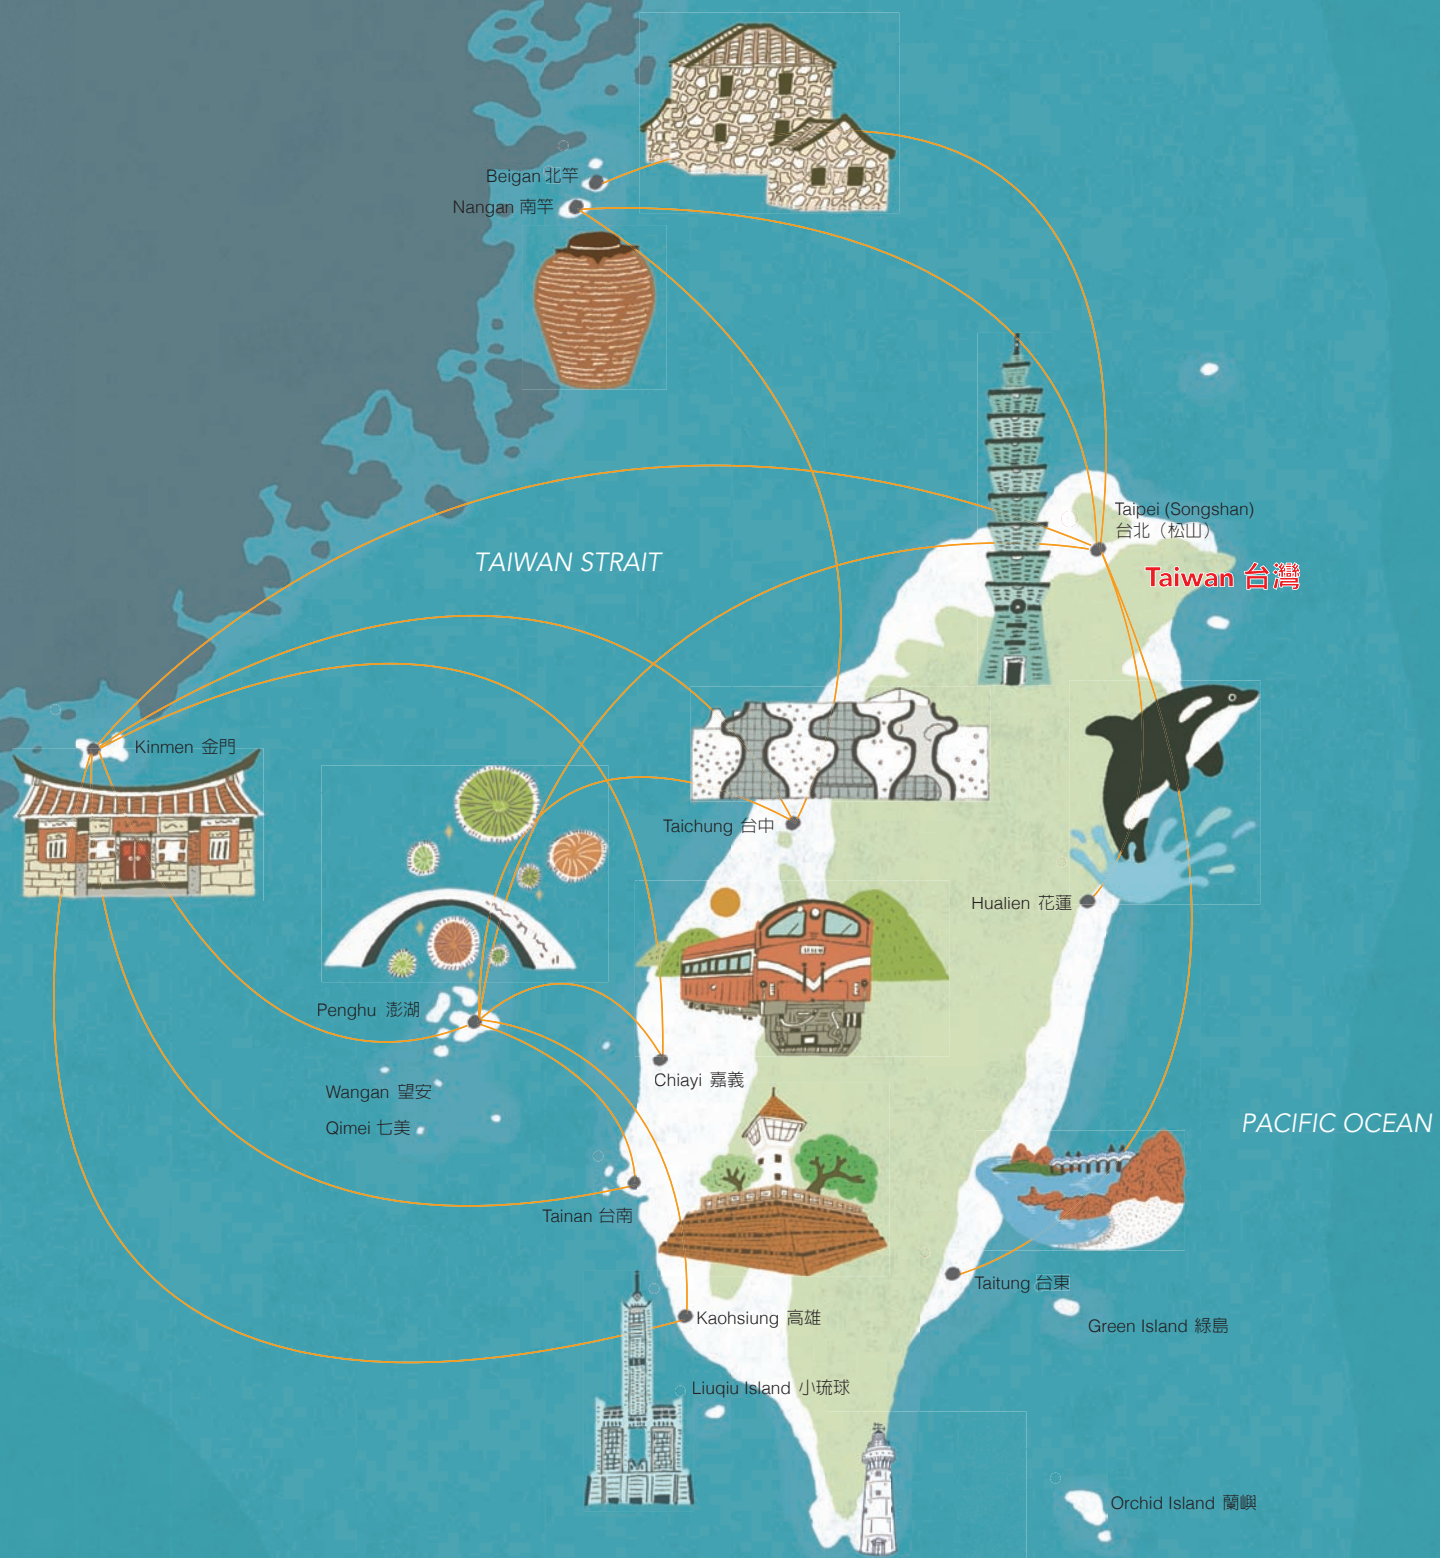 Beigan 北竿
Nangan 南竿
Taipei (Songshan)
台北（松山）
TAIWAN STRAIT
Taiwan 台灣
Kinmen 金門
Taichung 台中
Hualien 花蓮
Penghu 澎湖
Chiayi 嘉義
Wangan 望安
Qimei 七美
PACIFIC OCEAN
Tainan 台南
Taitung 台東
Kaohsiung 高雄
Green Island 綠島
Liuqiu Island 小琉球
Orchid Island 蘭嶼